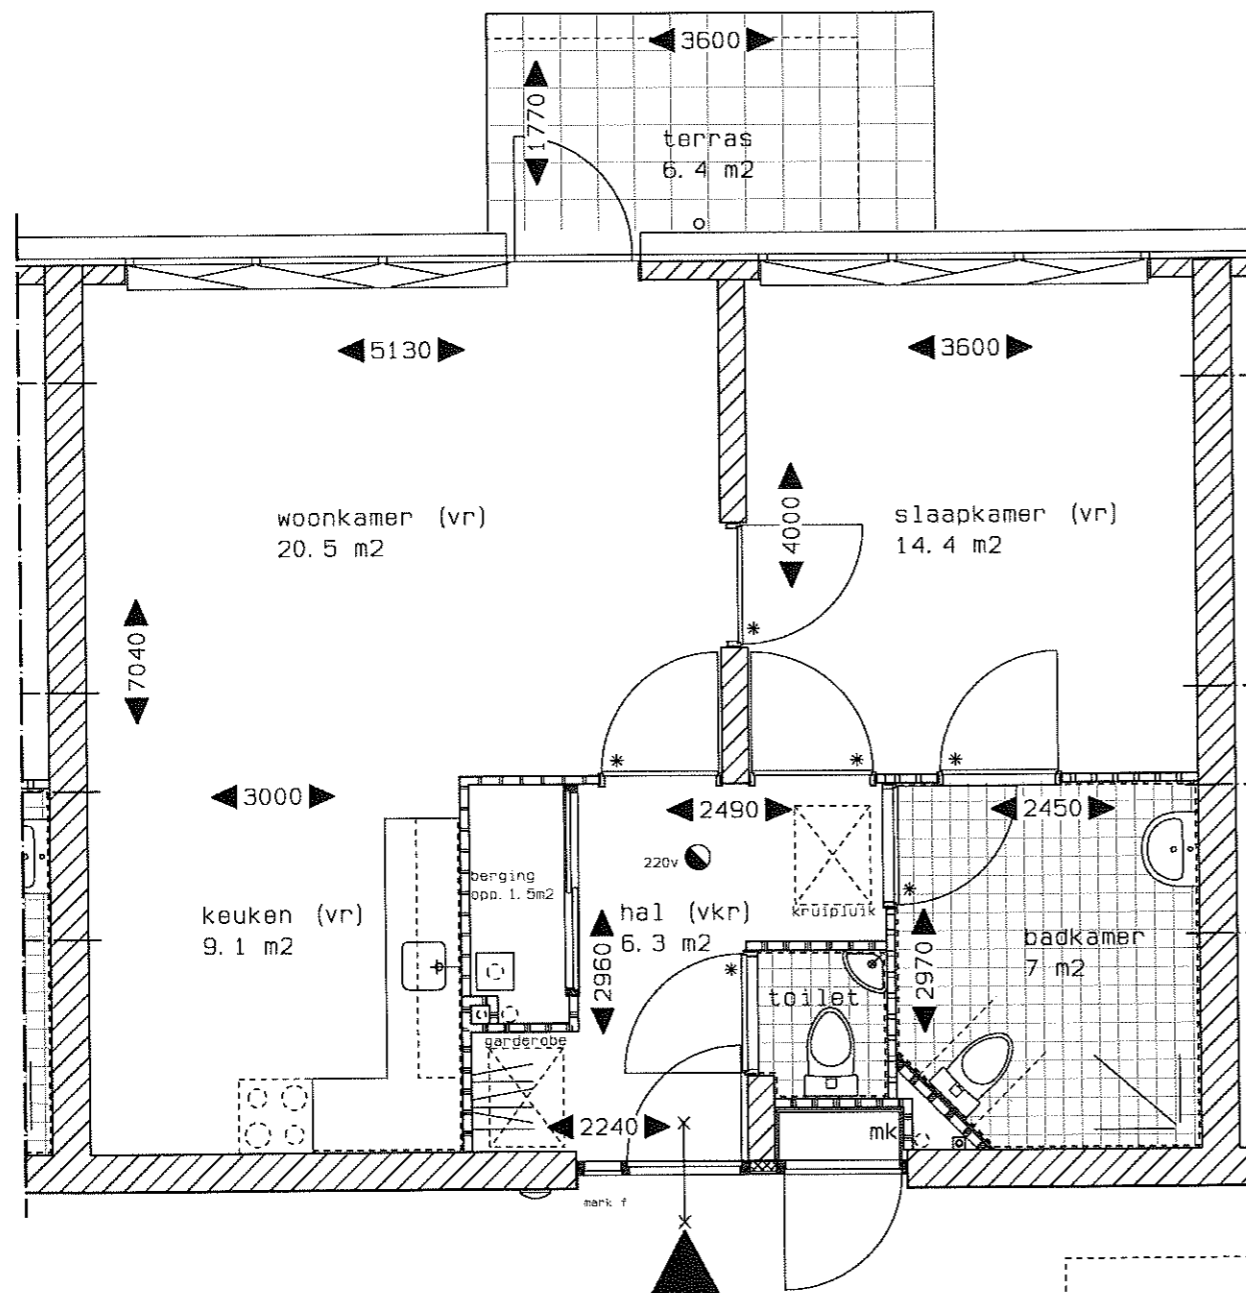 3600
1770
terras
6.4 m2
5130
3600
woonkamer (vr)
20.5 m2
4000
slaapkamer (vr)
14.4 m2
7040
*
*
*
*
3000
2490
2450
220v
berging
opp. 1.5m2
*
keuken (vr)
9.1 m2
hal (vkr)
6.3 m2
kruipluik
2960
*
2970
badkamer
7 m2
toilet
garderobe
2240
mk
mark f